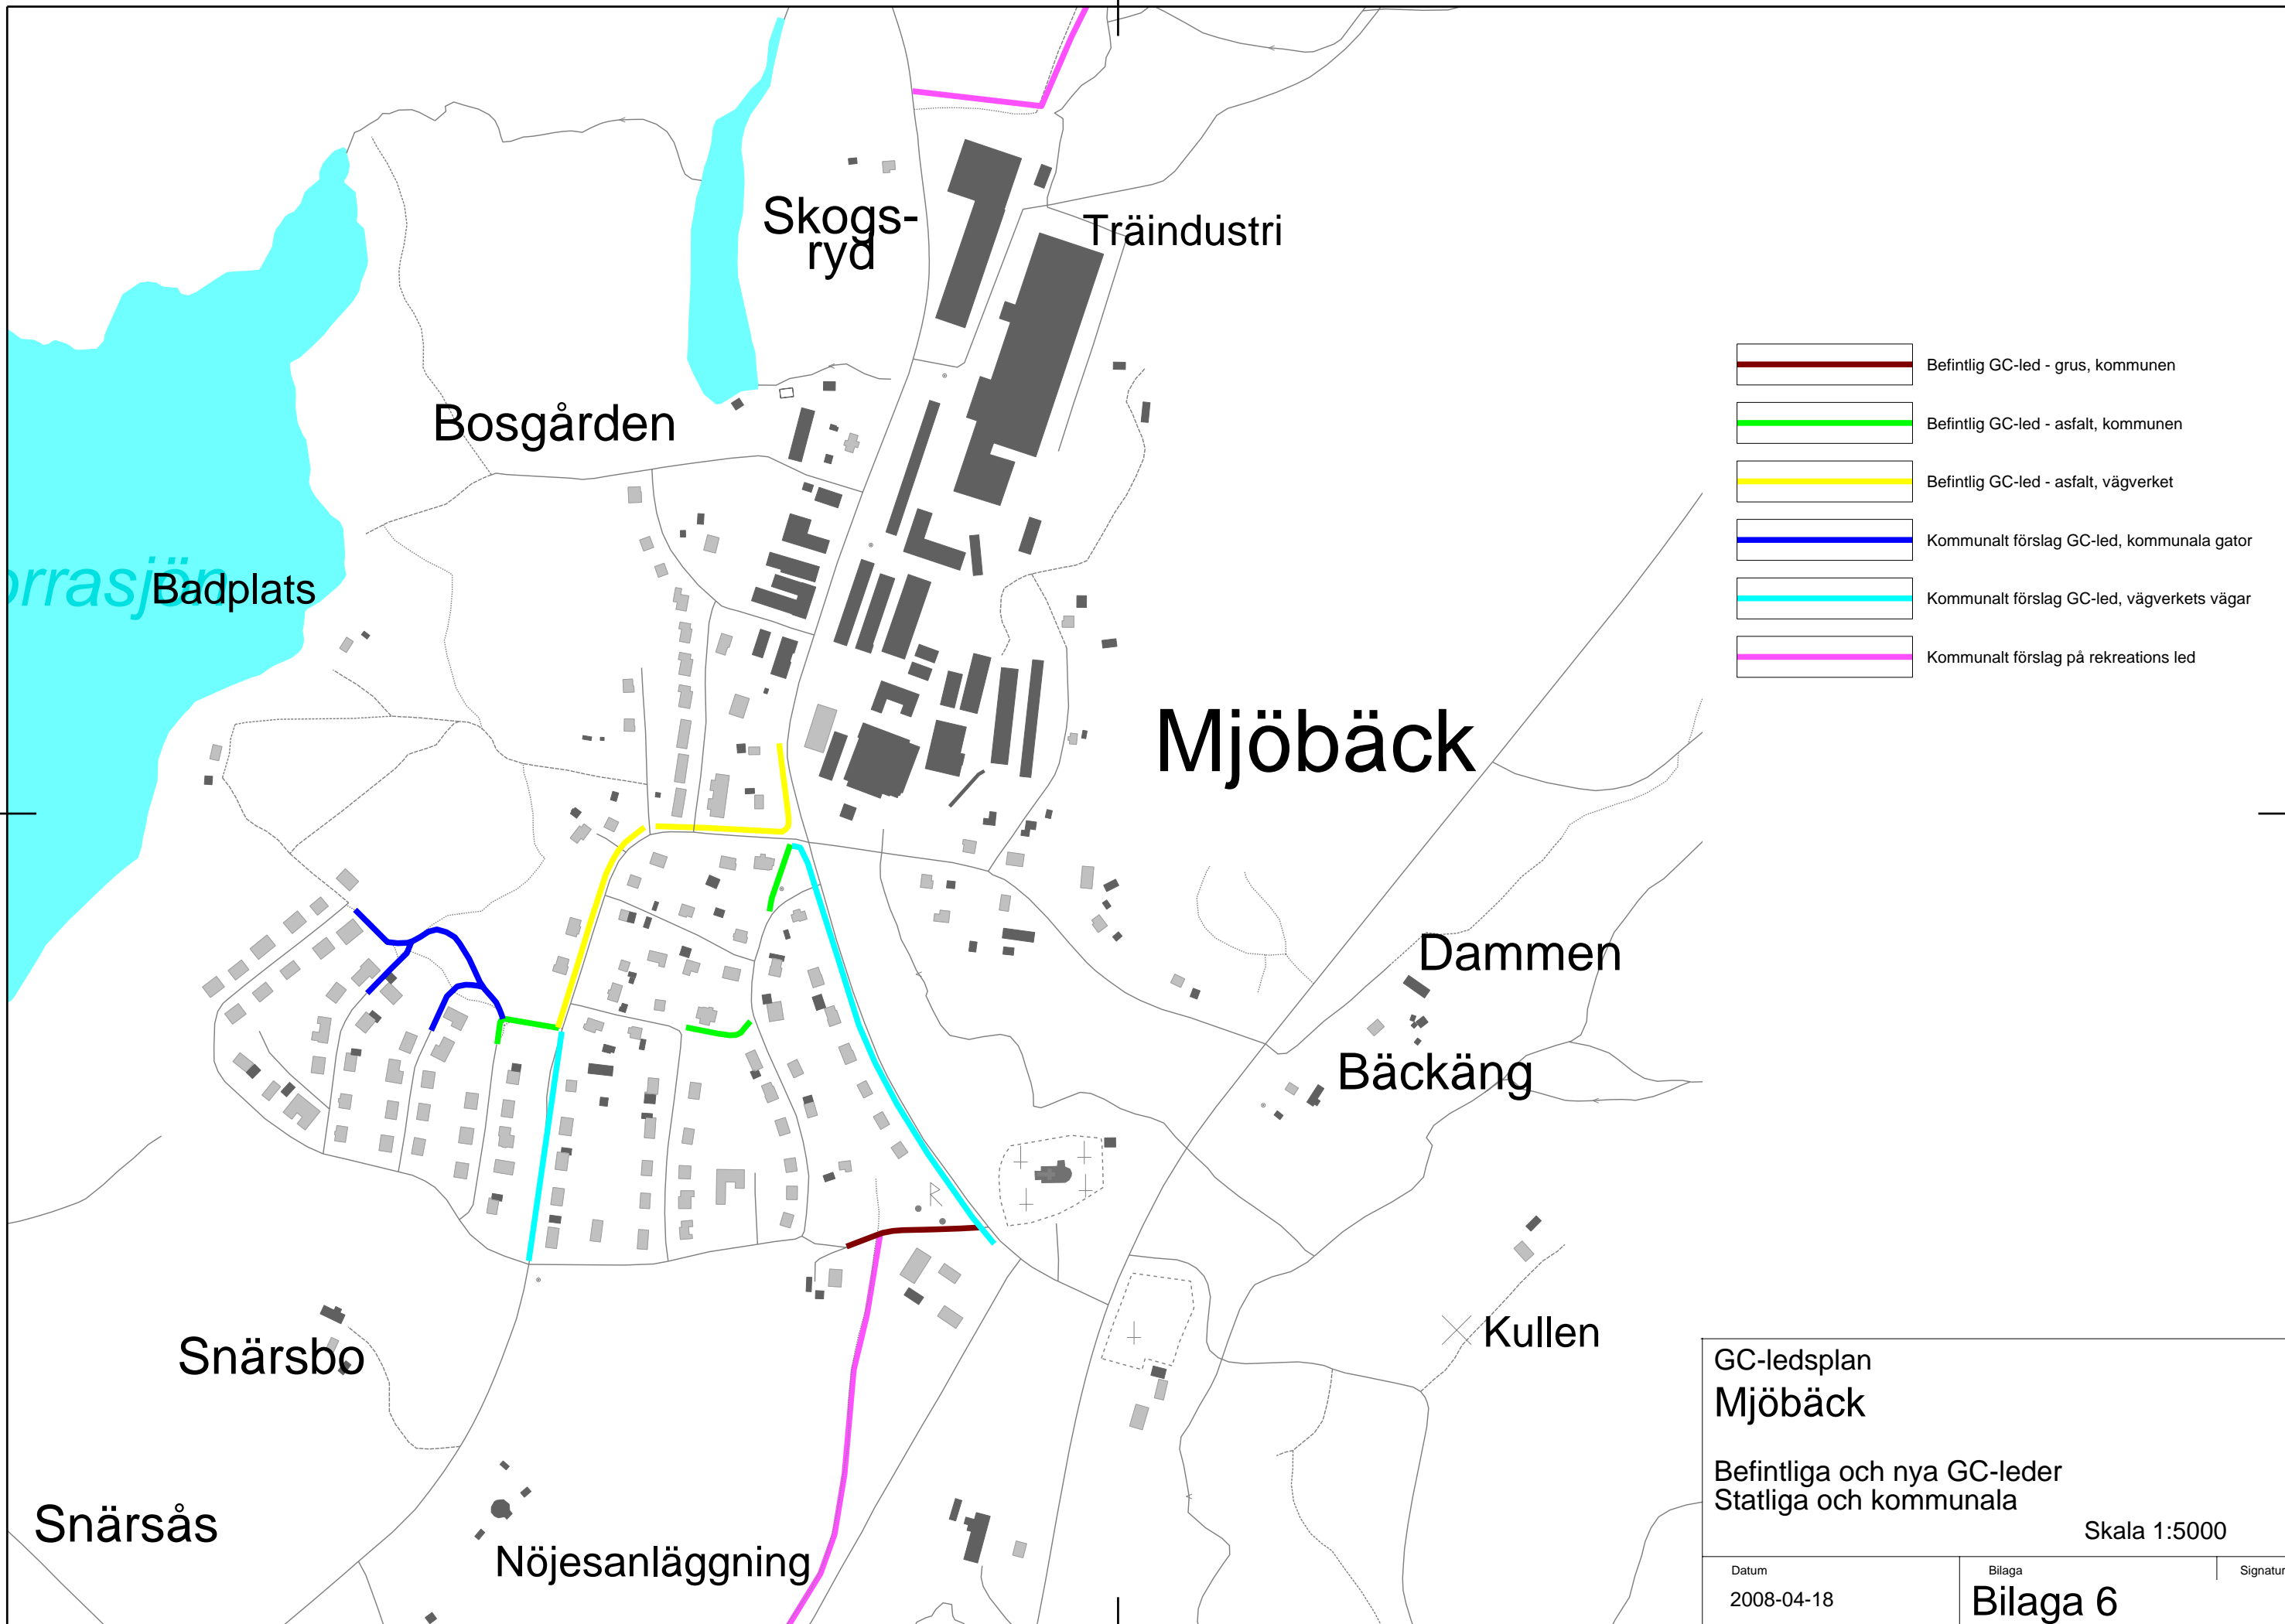 Skogs-
ryd
Träindustri
Bosgården
Befintlig GC-led - grus, kommunen
Befintlig GC-led - asfalt, kommunen
Befintlig GC-led - asfalt, vägverket
Kommunalt förslag GC-led, kommunala gator
Kommunalt förslag GC-led, vägverkets vägar
Kommunalt förslag på rekreations led
orrasjön
Badplats
Mjöbäck
Dammen
Bäckäng
K
Kullen
Snärsbo
Snärsås
Nöjesanläggning
GC-ledsplan
Mjöbäck
Befintliga och nya GC-leder
Statliga och kommunala
Skala 1:5000
Datum
Bilaga
Signatur
2008-04-18
Bilaga 6